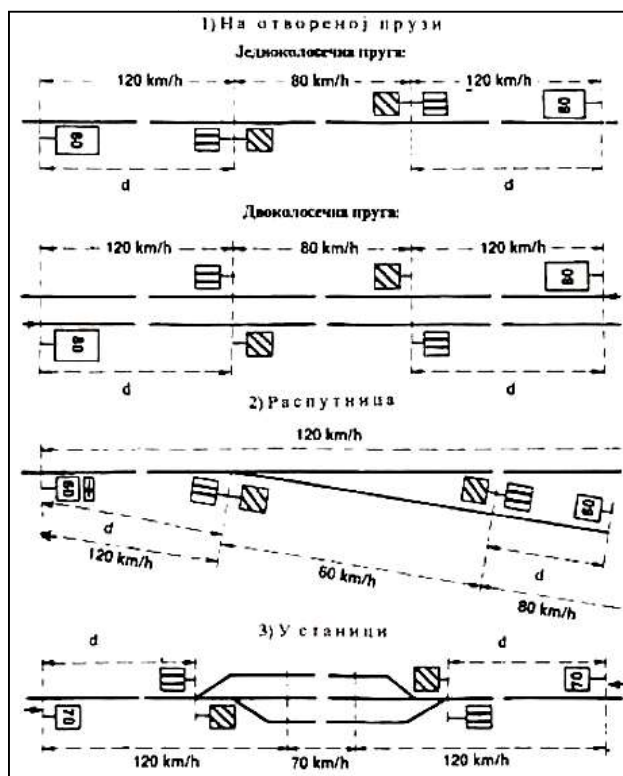 1) На отвореној прузи
Једноколосечна пруга:
120 km/h 80 km/h 120 km/h
80
80
d d
Двоколосечна пруга:
120 km/h 80 km/h 120 km/h
80
80
d d
2) Распутница
120 km/h
60
60
d
120 km/h
60 km/h
d
80 km/h
3) У станици
d d
70
70
120 km/h 70 km/h 120 km/h